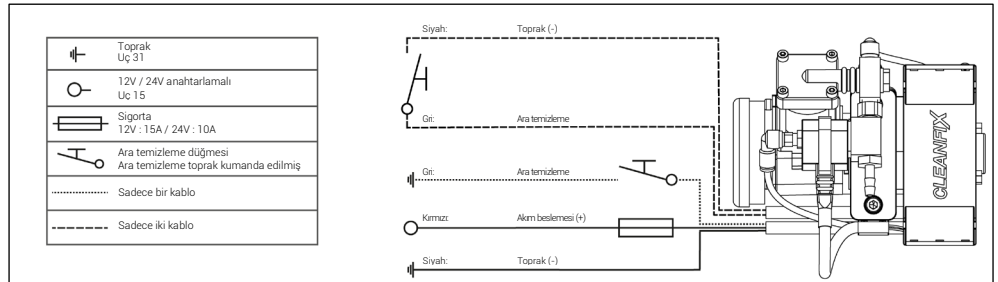 Toprak
Uç 31
12V / 24V anahtarlamalı
Uç 15
Sigorta
12V : 15A / 24V : 10A
Ara temizleme düğmesi
Ara temizleme toprak kumanda edilmiş
Sadece bir kablo
Sadece iki kablo
Siyah: Toprak (-)
Gri: Ara temizleme
Gri: Ara temizleme
Kırmızı: Akım beslemesi (+)
Siyah: Toprak (-)
CLEANFIX